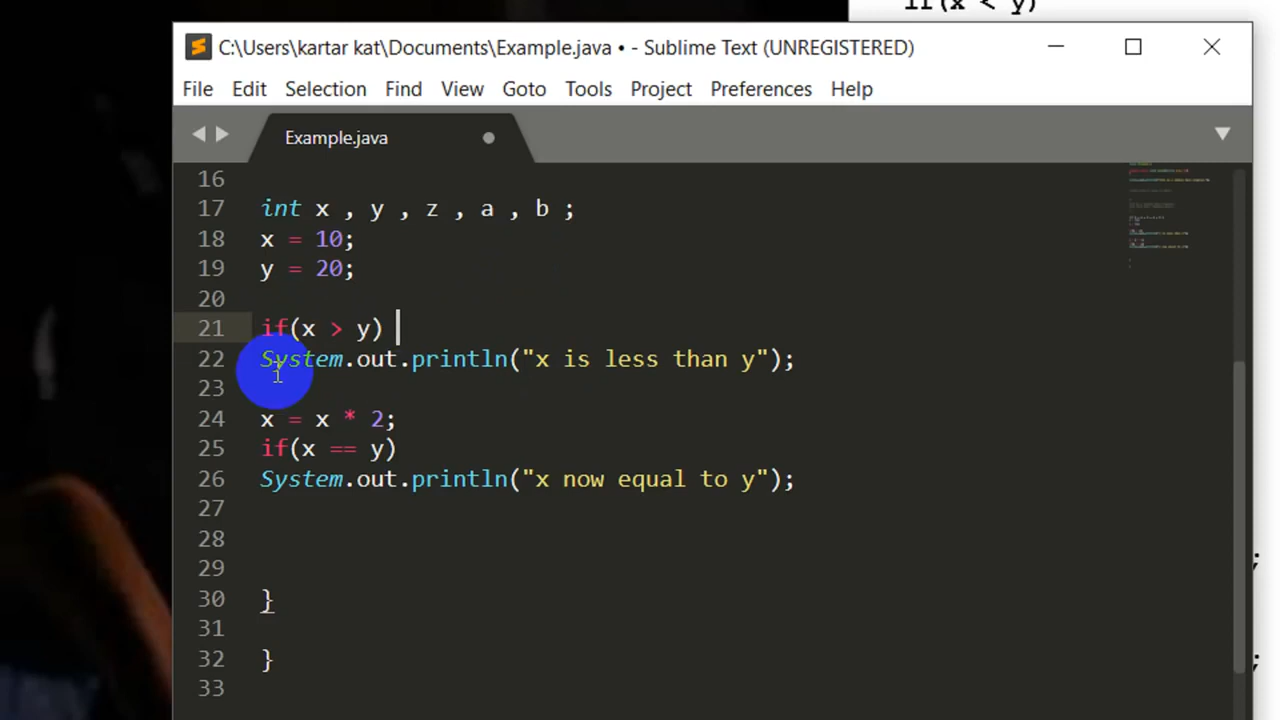 if(x < y)
C:\Users\kartar kat\Documents\Example.java • - Sublime Text (UNREGISTERED)
File Edit Selection Find View Goto Tools Project Preferences Help
Example.java
16
17 int x , y , z , a , b ;
18 x = 10;
19 y = 20;
20
21 if(x > y)
22 System.out.println("x is less than y");
23
24 x = x * 2;
25 if(x == y)
26 System.out.println("x now equal to y");
27
28
29
30 }
31
32 }
33